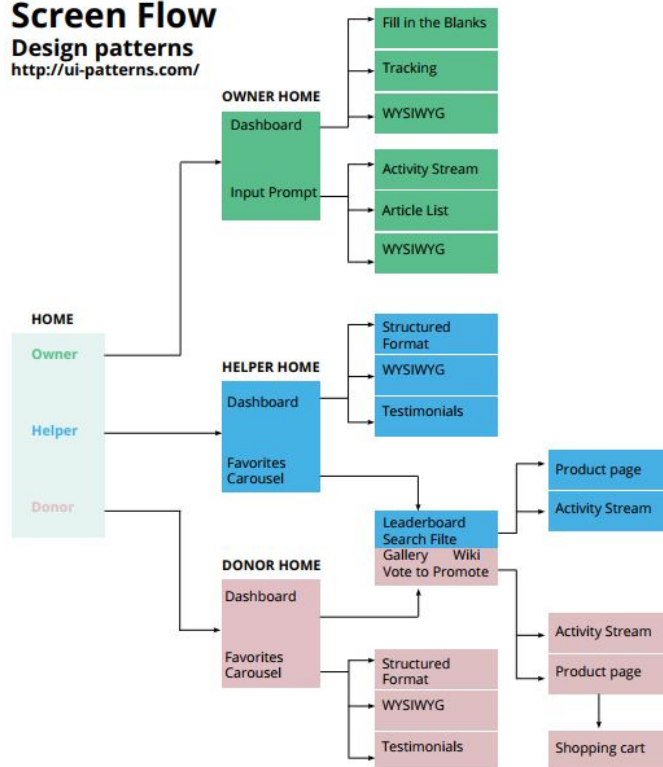 Screen Flow
Design patterns
http://ui-patterns.com/
HOME
Owner
Helper
Donor
OWNER HOME
Dashboard
Input Prompt
Fill in the Blanks
Tracking
WYSIWYG
Activity Stream
Article List
WYSIWYG
HELPER HOME
Dashboard
Favorites
Carousel
Structured
Format
WYSIWYG
Testimonials
Leaderboard
Search Filte
Gallery Wiki
Vote to Promote
Product page
Activity Stream
DONOR HOME
Dashboard
Favorites
Carousel
Structured
Format
WYSIWYG
Testimonials
Activity Stream
Product page
Shopping cart